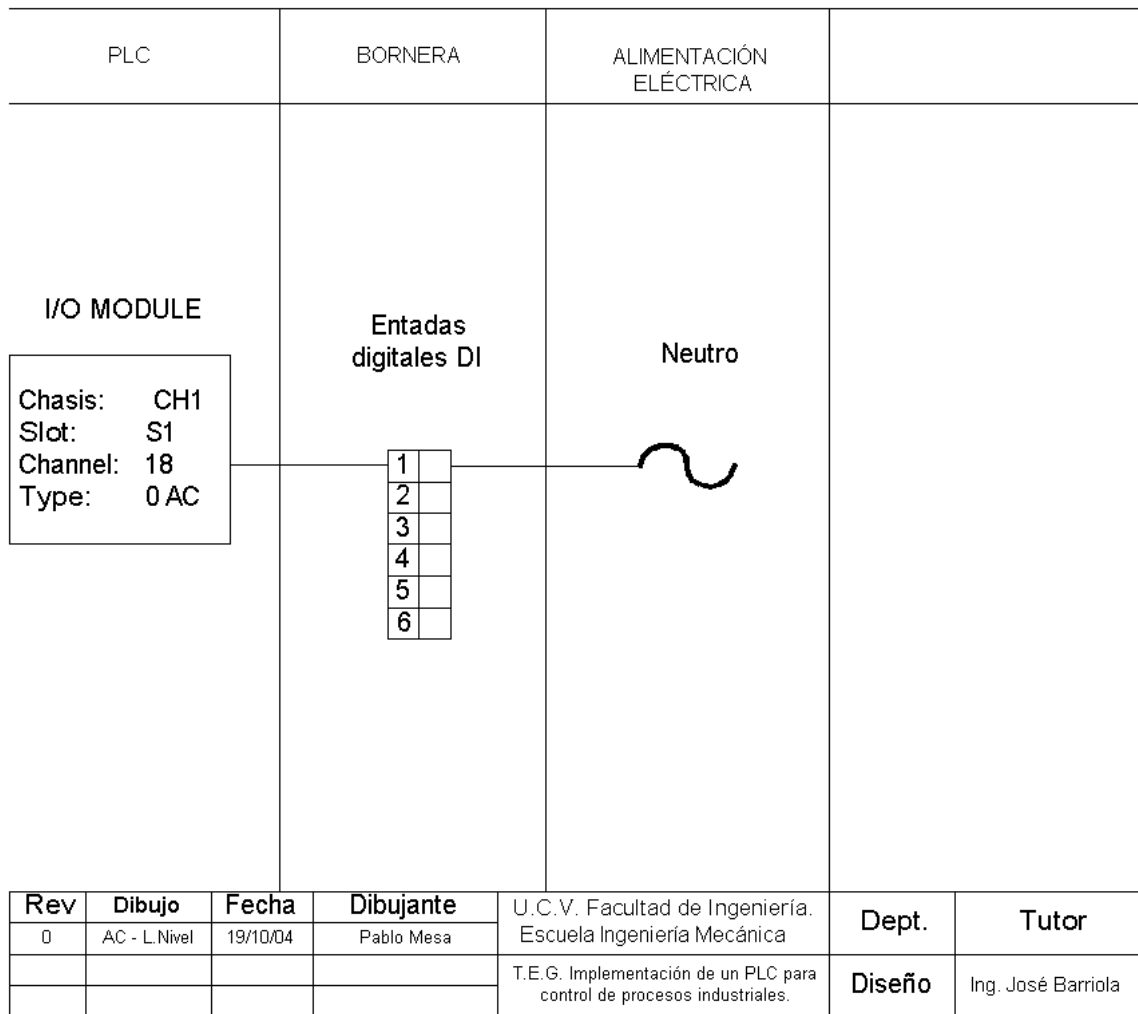 PLC
BORNERA
ALIMENTACIÓN
ELÉCTRICA
I/O MODULE
Chasis: CH1
Slot: S1
Channel: 18
Type: 0 AC
Entadas
digitales DI
1
2
3
4
5
6
Neutro
Rev Dibujo Fecha Dibujante
0 AC - L.Nivel 19/10/04 Pablo Mesa
U.C.V. Facultad de Ingeniería.
Escuela Ingeniería Mecánica
T.E.G. Implementación de un PLC para
control de procesos industriales.
Dept. Tutor
Diseño Ing. José Barriola